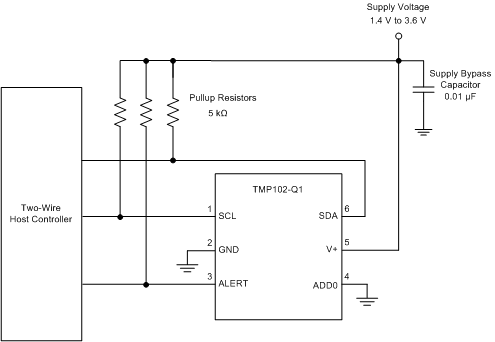 Supply Voltage
1.4 V to 3.6 V
Supply Bypass
Capacitor
0.01 µF
Pullup Resistors
5 kΩ
Two-Wire
Host Controller
TMP102-Q1
1
SCL
SDA
6
2
GND
V+
5
3
ALERT
ADD0
4